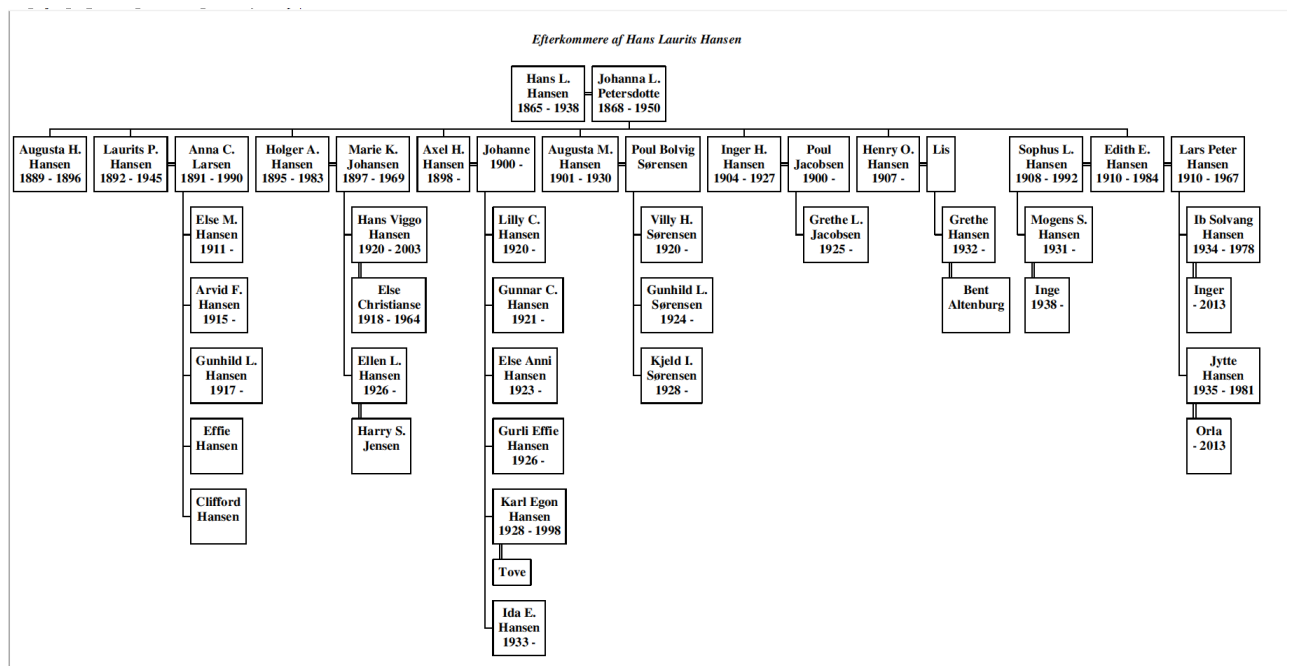 Efterkommere af Hans Laurits Hansen
Hans L.
Hansen
1865 - 1938
Johanna L.
Petersdotte
1868 - 1950
Augusta H.
Hansen
1889 - 1896
Laurits P.
Hansen
1892 - 1945
Anna C.
Larsen
1891 - 1990
Holger A.
Hansen
1895 - 1983
Marie K.
Johansen
1897 - 1969
Axel H.
Hansen
1898 -
Johanne
1900 -
Augusta M.
Hansen
1901 - 1930
Poul Bolvig
Sørensen
Inger H.
Hansen
1904 - 1927
Poul
Jacobsen
1900 -
Henry O.
Hansen
1907 -
Lis
Sophus L.
Hansen
1908 - 1992
Edith E.
Hansen
1910 - 1984
Lars Peter
Hansen
1910 - 1967
Else M.
Hansen
1911 -
Arvid F.
Hansen
1915 -
Gunhild L.
Hansen
1917 -
Effie
Hansen
Clifford
Hansen
Hans Viggo
Hansen
1920 - 2003
Else
Christianse
1918 - 1964
Ellen L.
Hansen
1926 -
Harry S.
Jensen
Lilly C.
Hansen
1920 -
Gunnar C.
Hansen
1921 -
Else Anni
Hansen
1923 -
Gurli Effie
Hansen
1926 -
Karl Egon
Hansen
1928 - 1998
Tove
Ida E.
Hansen
1933 -
Villy H.
Sørensen
1920 -
Gunhild L.
Sørensen
1924 -
Kjeld I.
Sørensen
1928 -
Grethe L.
Jacobsen
1925 -
Grethe
Hansen
1932 -
Bent
Altenburg
Mogens S.
Hansen
1931 -
Inge
1938 -
Ib Solvang
Hansen
1934 - 1978
Inger
- 2013
Jytte
Hansen
1935 - 1981
Orla
- 2013